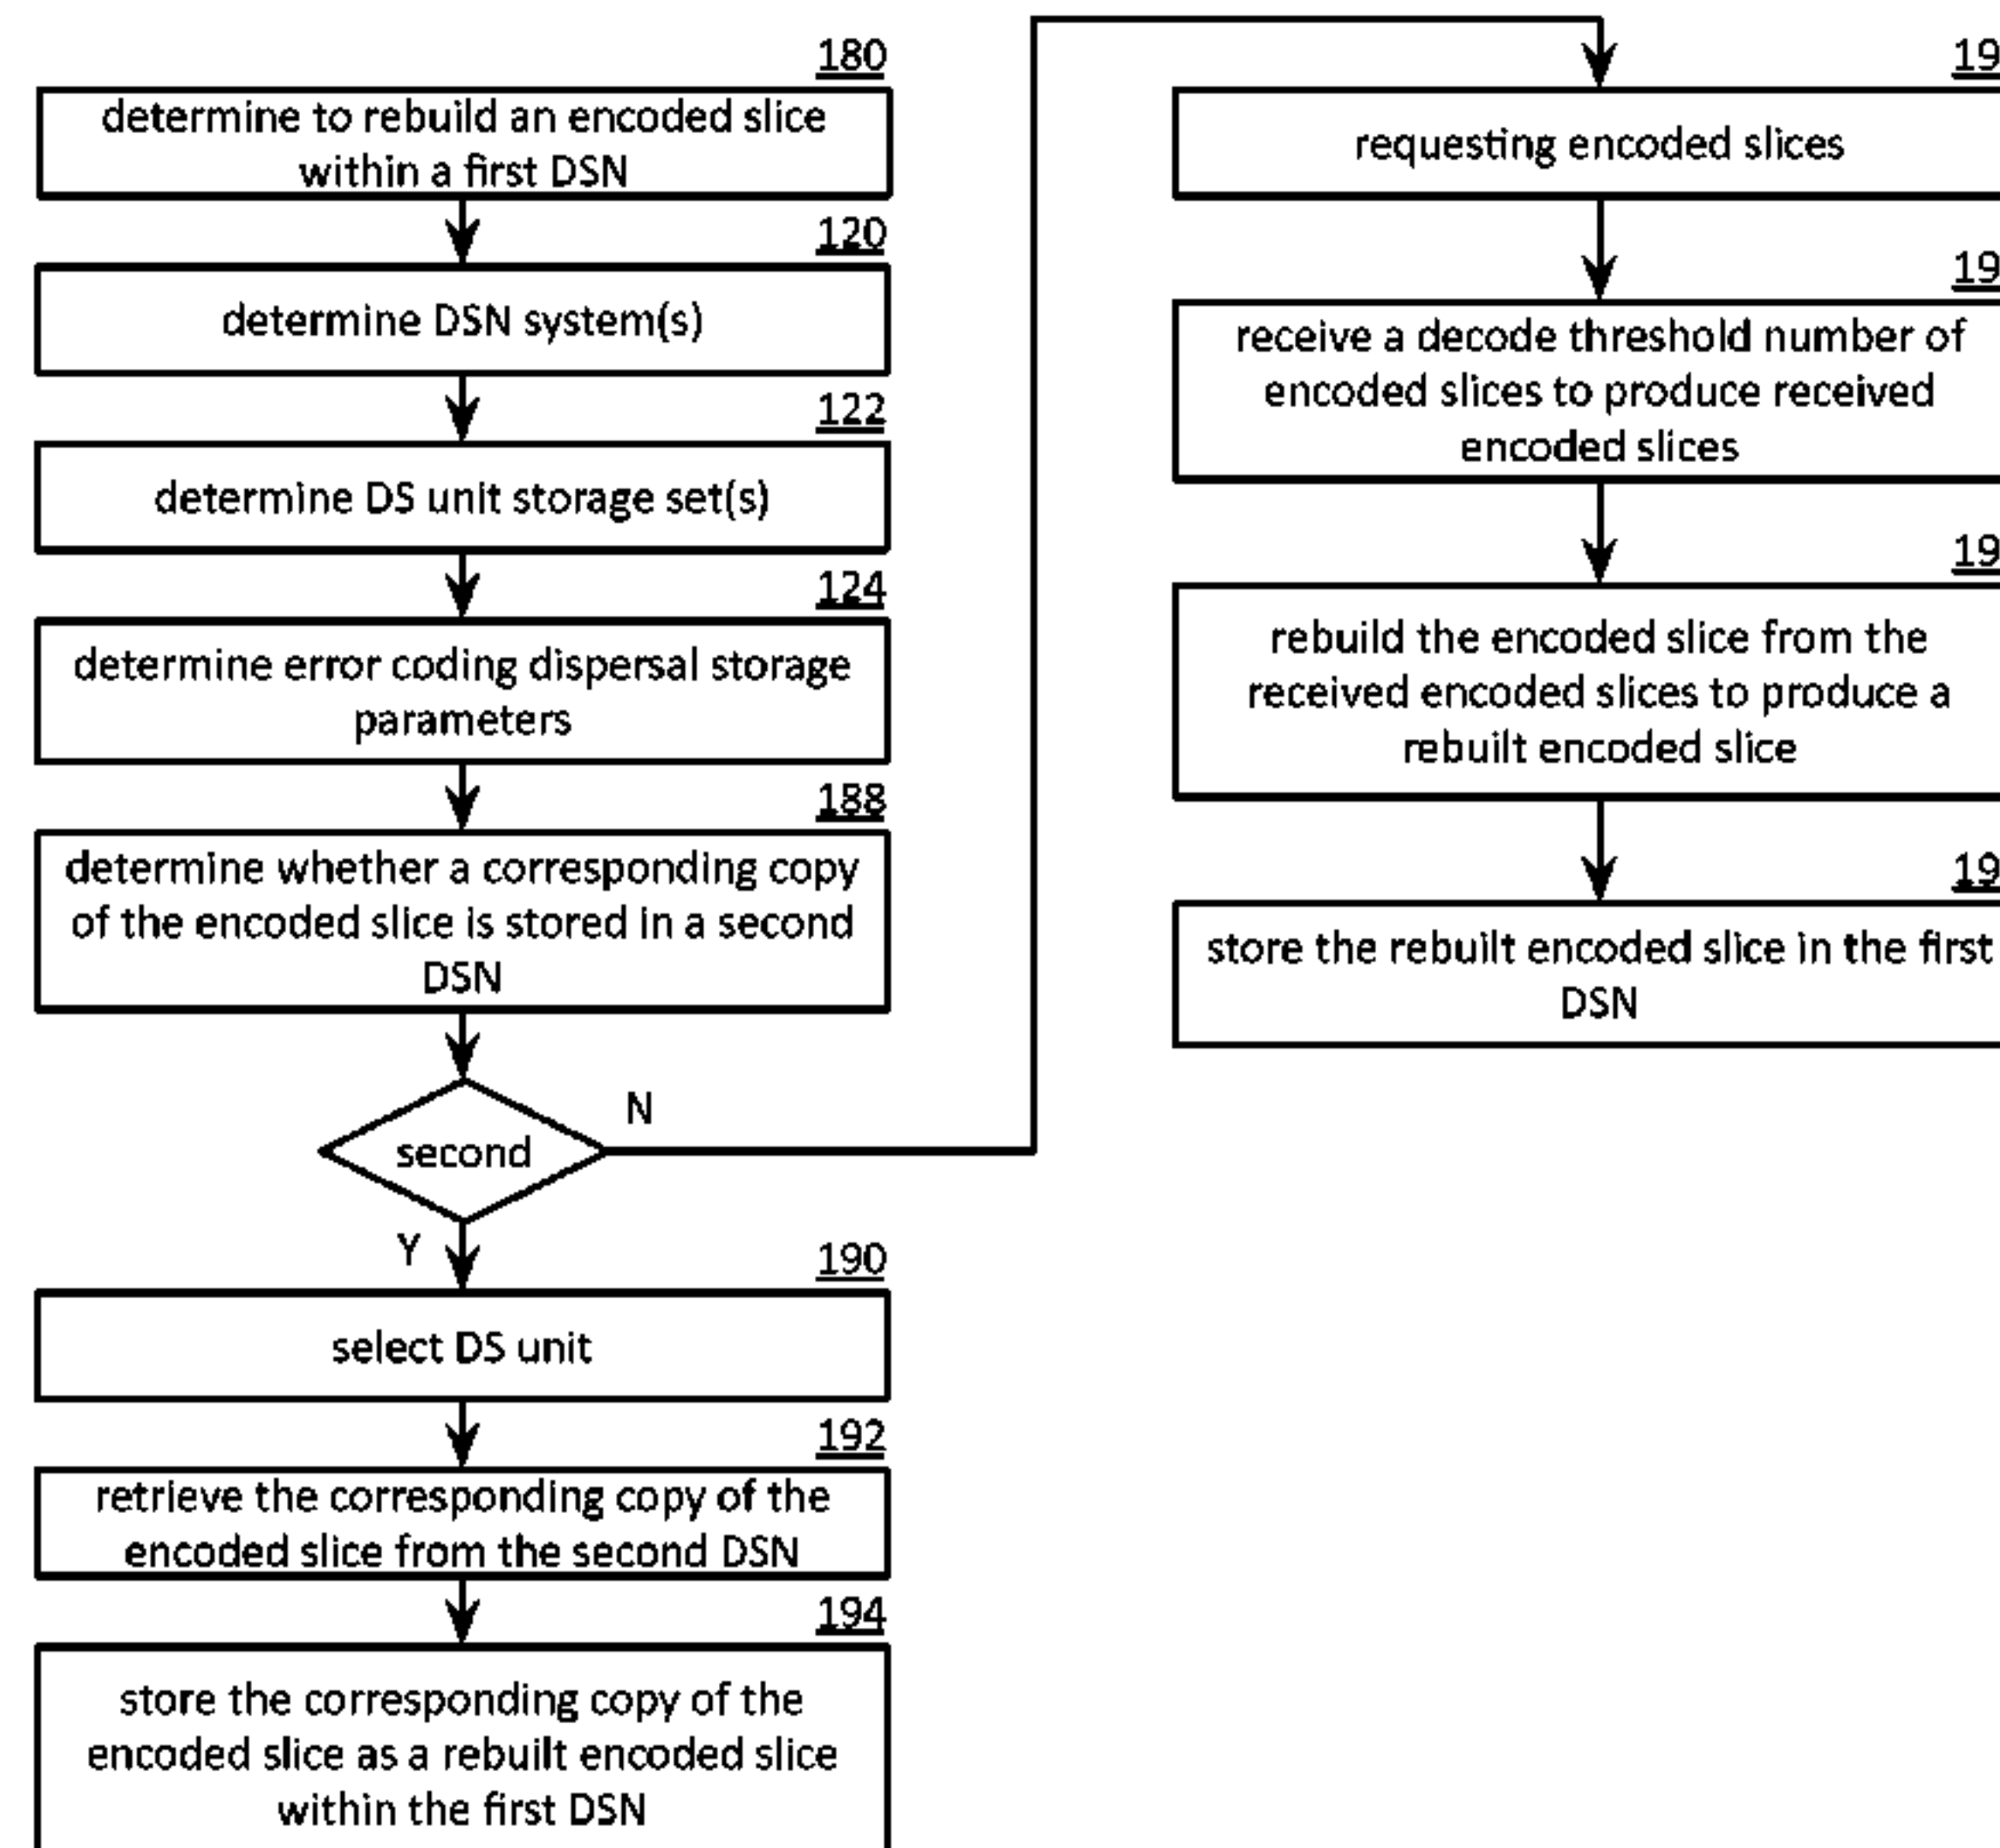 180
determine to rebuild an encoded slice
within a first DSN
120
determine DSN system(s)
122
determine DS unit storage set(s)
124
determine error coding dispersal storage
parameters
188
determine whether a corresponding copy
of the encoded slice is stored in a second
DSN
second
N
Y
190
select DS unit
192
retrieve the corresponding copy of the
encoded slice from the second DSN
194
store the corresponding copy of the
encoded slice as a rebuilt encoded slice
within the first DSN
requesting encoded slices
receive a decode threshold number of
encoded slices to produce received
encoded slices
rebuild the encoded slice from the
received encoded slices to produce a
rebuilt encoded slice
store the rebuilt encoded slice in the first
DSN